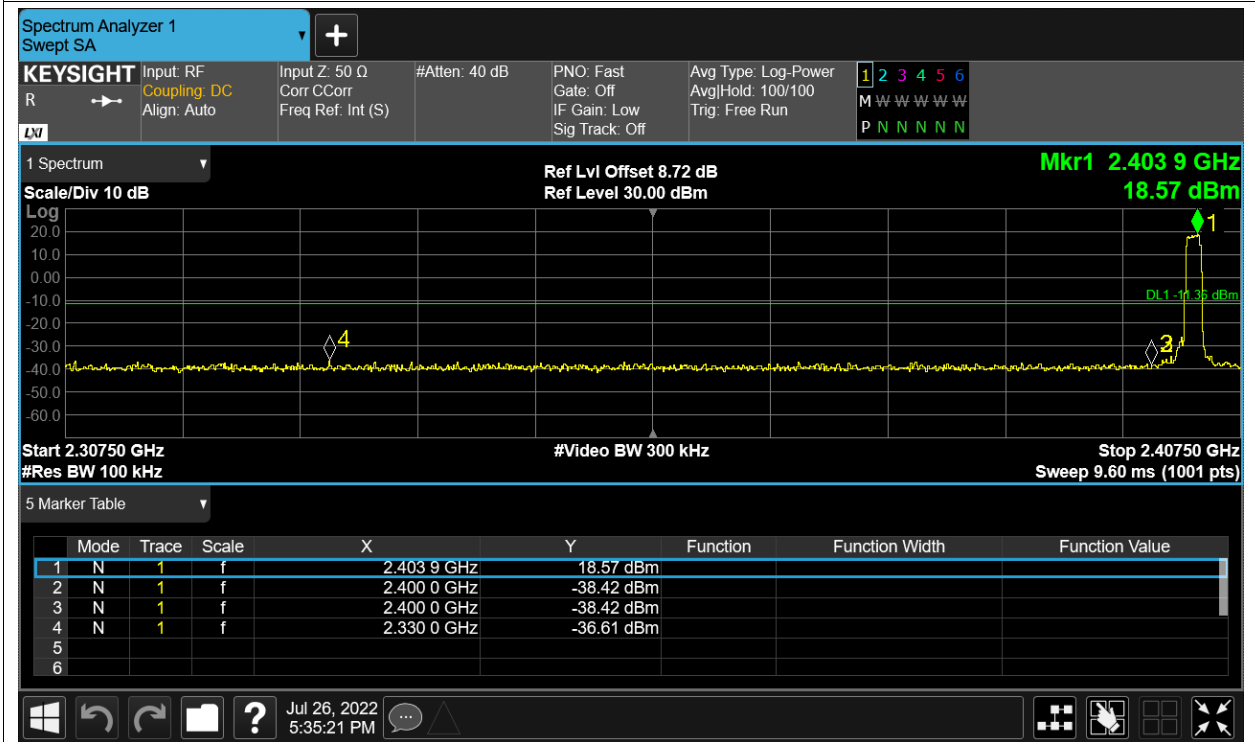 Spectrum Analyzer 1
Swept SA
+
KEYSIGHT
R
LXI
Input: RF
Coupling: DC
Align: Auto
Input Z: 50 Ω
Corr CCorr
Freq Ref: Int (S)
#Atten: 40 dB
PNO: Fast
Gate: Off
IF Gain: Low
Sig Track: Off
Avg Type: Log-Power
Avg|Hold: 100/100
Trig: Free Run
1 2 3 4 5 6
M W W W W W
P N N N N N
1 Spectrum
Scale/Div 10 dB
Ref Lvl Offset 8.72 dB
Ref Level 30.00 dBm
Mkr1 2.403 9 GHz
18.57 dBm
Log
20.0
10.0
0.00
-10.0
-20.0
-30.0
-40.0
-50.0
-60.0
1
DL1 -11.36 dBm
4
Start 2.30750 GHz
#Res BW 100 kHz
#Video BW 300 kHz
Stop 2.40750 GHz
Sweep 9.60 ms (1001 pts)
5 Marker Table
Mode Trace Scale X Y Function Function Width Function Value
1 N 1 f 2.403 9 GHz 18.57 dBm
2 N 1 f 2.400 0 GHz -38.42 dBm
3 N 1 f 2.400 0 GHz -38.42 dBm
4 N 1 f 2.330 0 GHz -36.61 dBm
5
6
?
Jul 26, 2022
5:35:21 PM